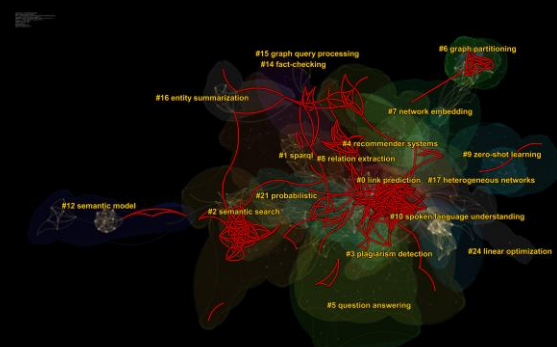 #15 graph query processing
#14 fact-checking
#6 graph partitioning
#16 entity summarization
#7 network embedding
#4 recommender systems
#1 sparql
#8 relation extraction
#9 zero-shot learning
#0 link prediction
#17 heterogeneous networks
#21 probabilistic
#12 semantic model
#2 semantic search
#10 spoken language understanding
#3 plagiarism detection
#24 linear optimization
#5 question answering